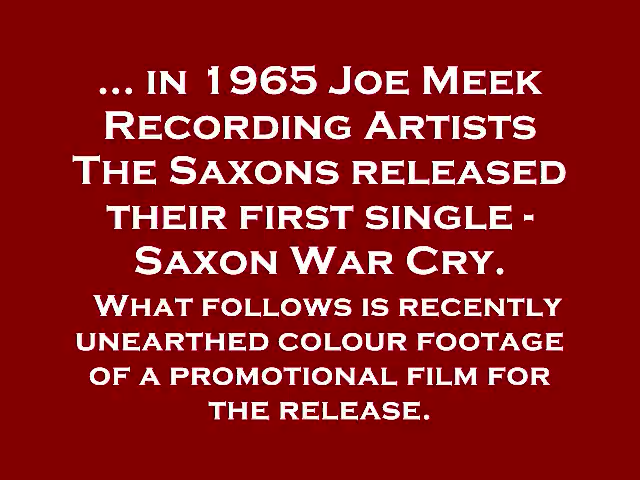 ... in 1965 Joe Meek
Recording Artists
The Saxons released
their first single -
Saxon War Cry.
What follows is recently
unearthed colour footage
of a promotional film for
the release.